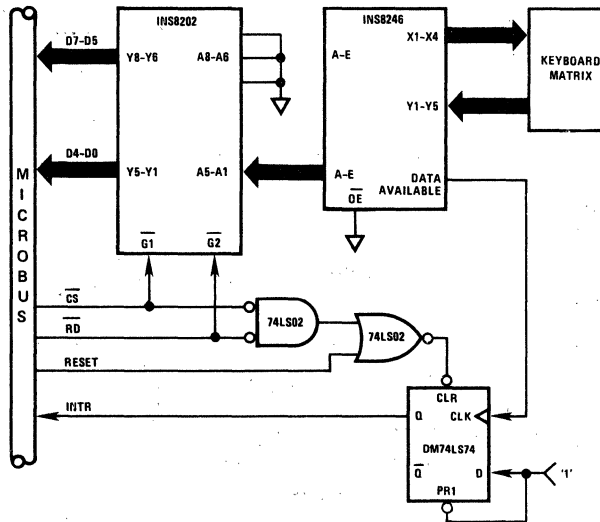 INS8202
INS8246
D7-D5
Y8-Y6
A8-A6
A-E
X1-X4
KEYBOARD
MATRIX
Y1-Y5
D4-D0
Y5-Y1
A5-A1
A-E
DATA
AVAILABLE
OE
G1
G2
MICROBUS
CS
74LS02
74LS02
RD
RESET
CLR
INTR
Q
CLK
DM74LS74
Q
D
'1'
PR1